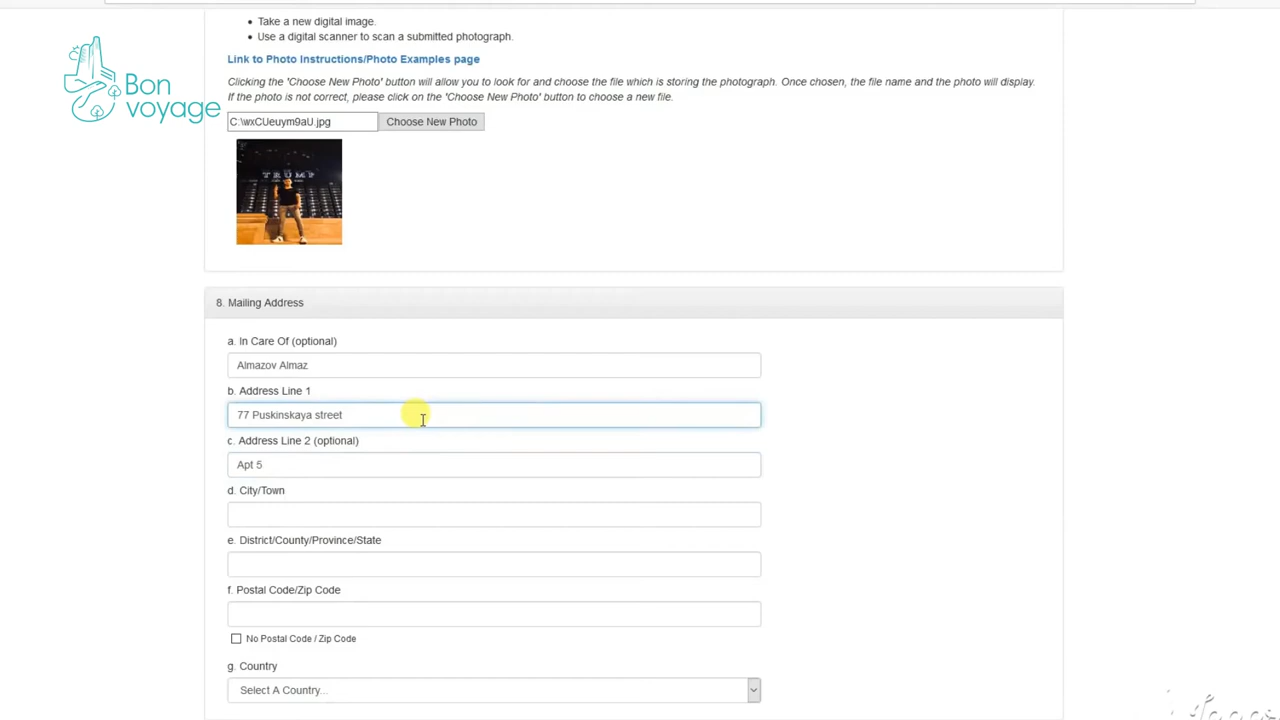 Take a new digital image.
Use a digital scanner to scan a submitted photograph.
Link to Photo Instructions/Photo Examples page
Clicking the 'Choose New Photo' button will allow you to look for and choose the file which is storing the photograph. Once chosen, the file name and the photo will display.
If the photo is not correct, please click on the 'Choose New Photo' button to choose a new file.
Bon
voyage
C:\wxCUeuym9aU.jpg Choose New Photo
TRUMP
8. Mailing Address
a. In Care Of (optional)
Almazov Almaz
b. Address Line 1
77 Puskinskaya street
c. Address Line 2 (optional)
Apt 5
d. City/Town
e. District/County/Province/State
f. Postal Code/Zip Code
No Postal Code / Zip Code
g. Country
Select A Country...